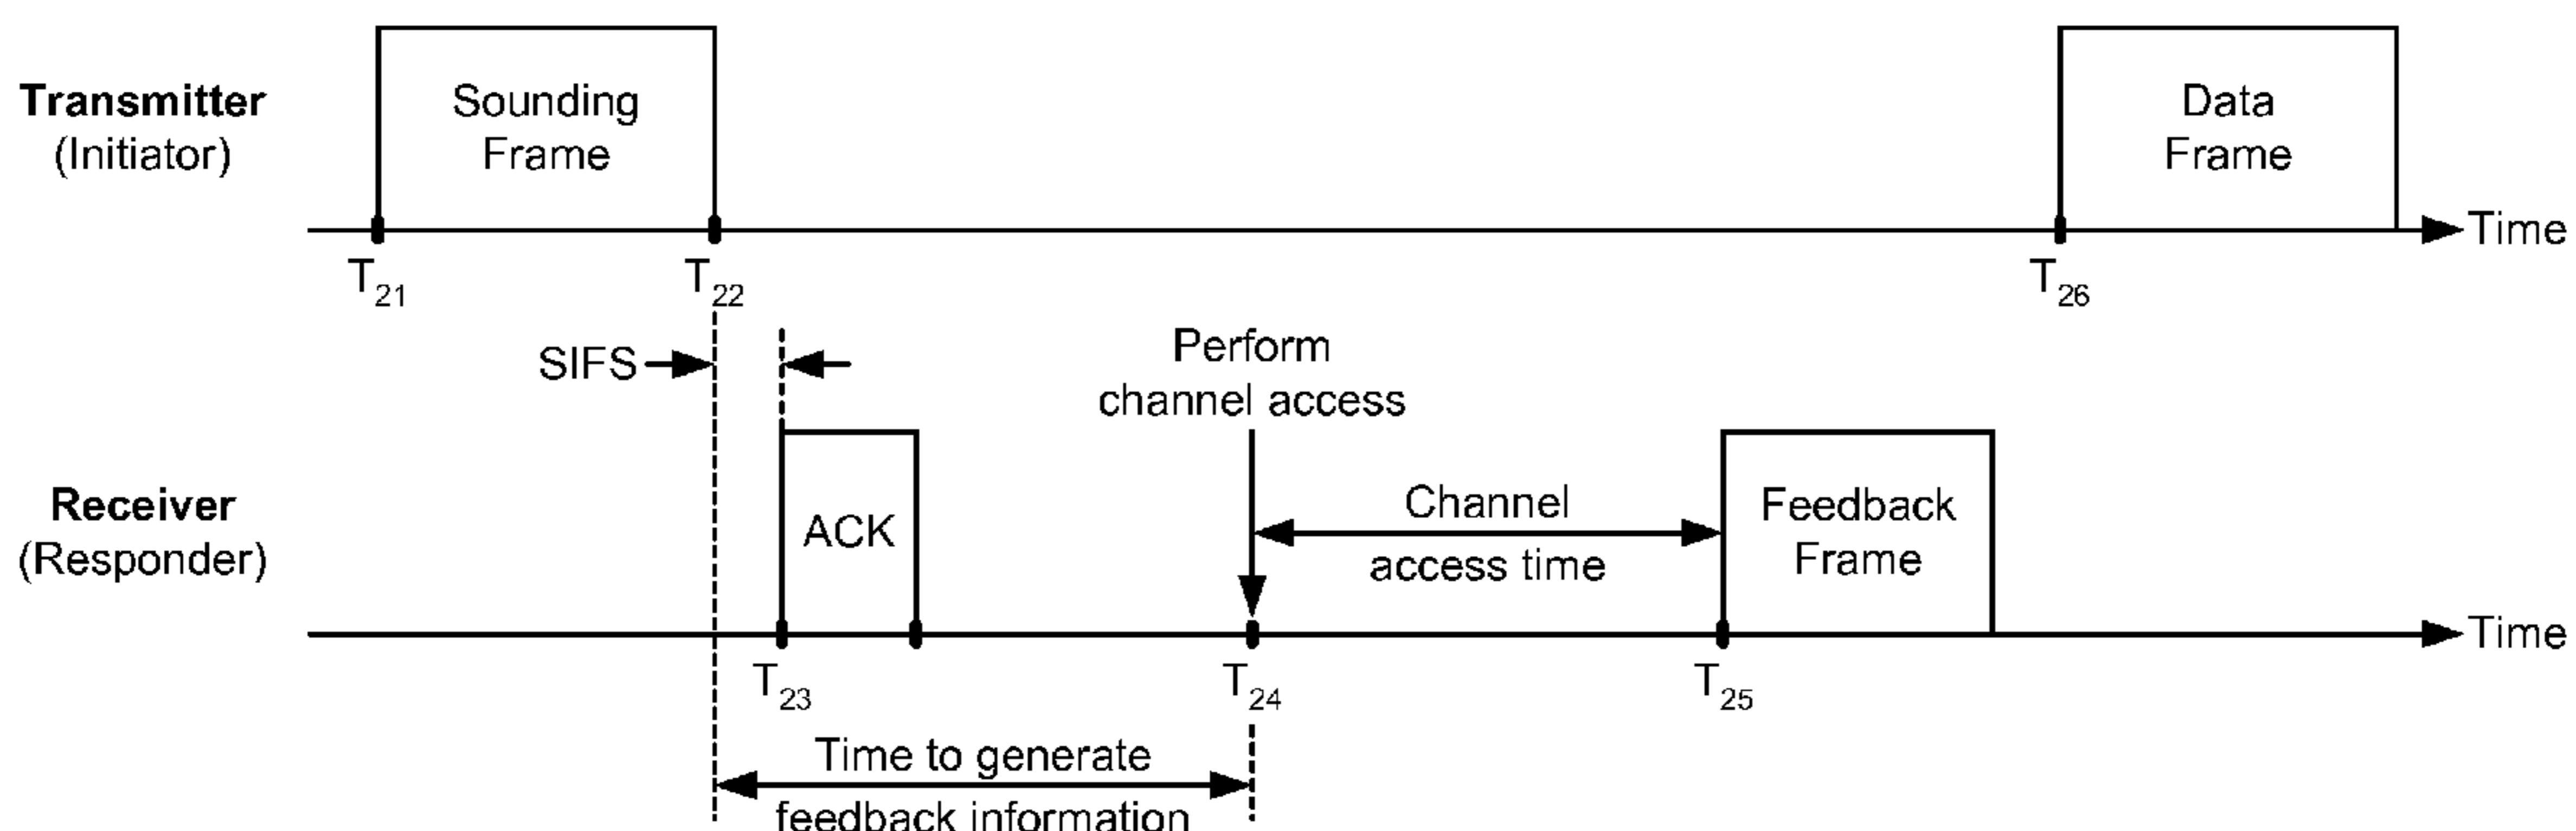 Transmitter
(Initiator)
Sounding
Frame
Data
Frame
Time
T21
T22
T26
SIFS
Perform
channel access
Receiver
(Responder)
ACK
Channel
access time
Feedback
Frame
Time
T23
T24
T25
Time to generate
feedback information